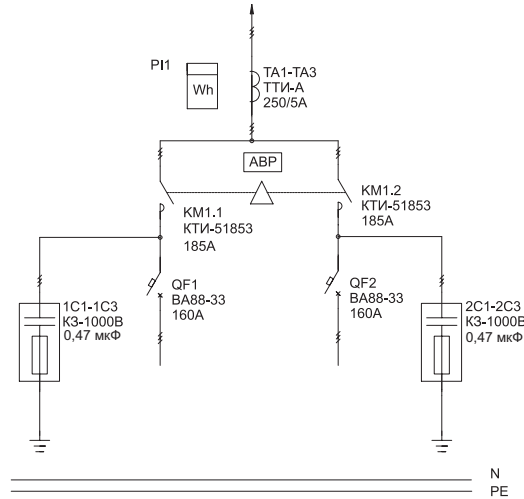 PI1
Wh
TA1-TA3
ТТИ-А
250/5А
АВР
КМ1.1
КТИ-51853
185А
КМ1.2
КТИ-51853
185А
QF1
ВА88-33
160А
QF2
ВА88-33
160А
1С1-1С3
КЗ-1000В
0,47 мкФ
2С1-2С3
КЗ-1000В
0,47 мкФ
N
PE